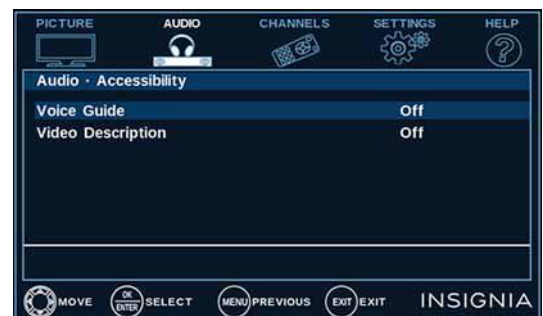 PICTURE AUDIO CHANNELS SETTINGS HELP
?
Audio · Accessibility
Voice Guide Off
Video Description Off
MOVE OK ENTER SELECT MENU PREVIOUS EXIT EXIT INSIGNIA